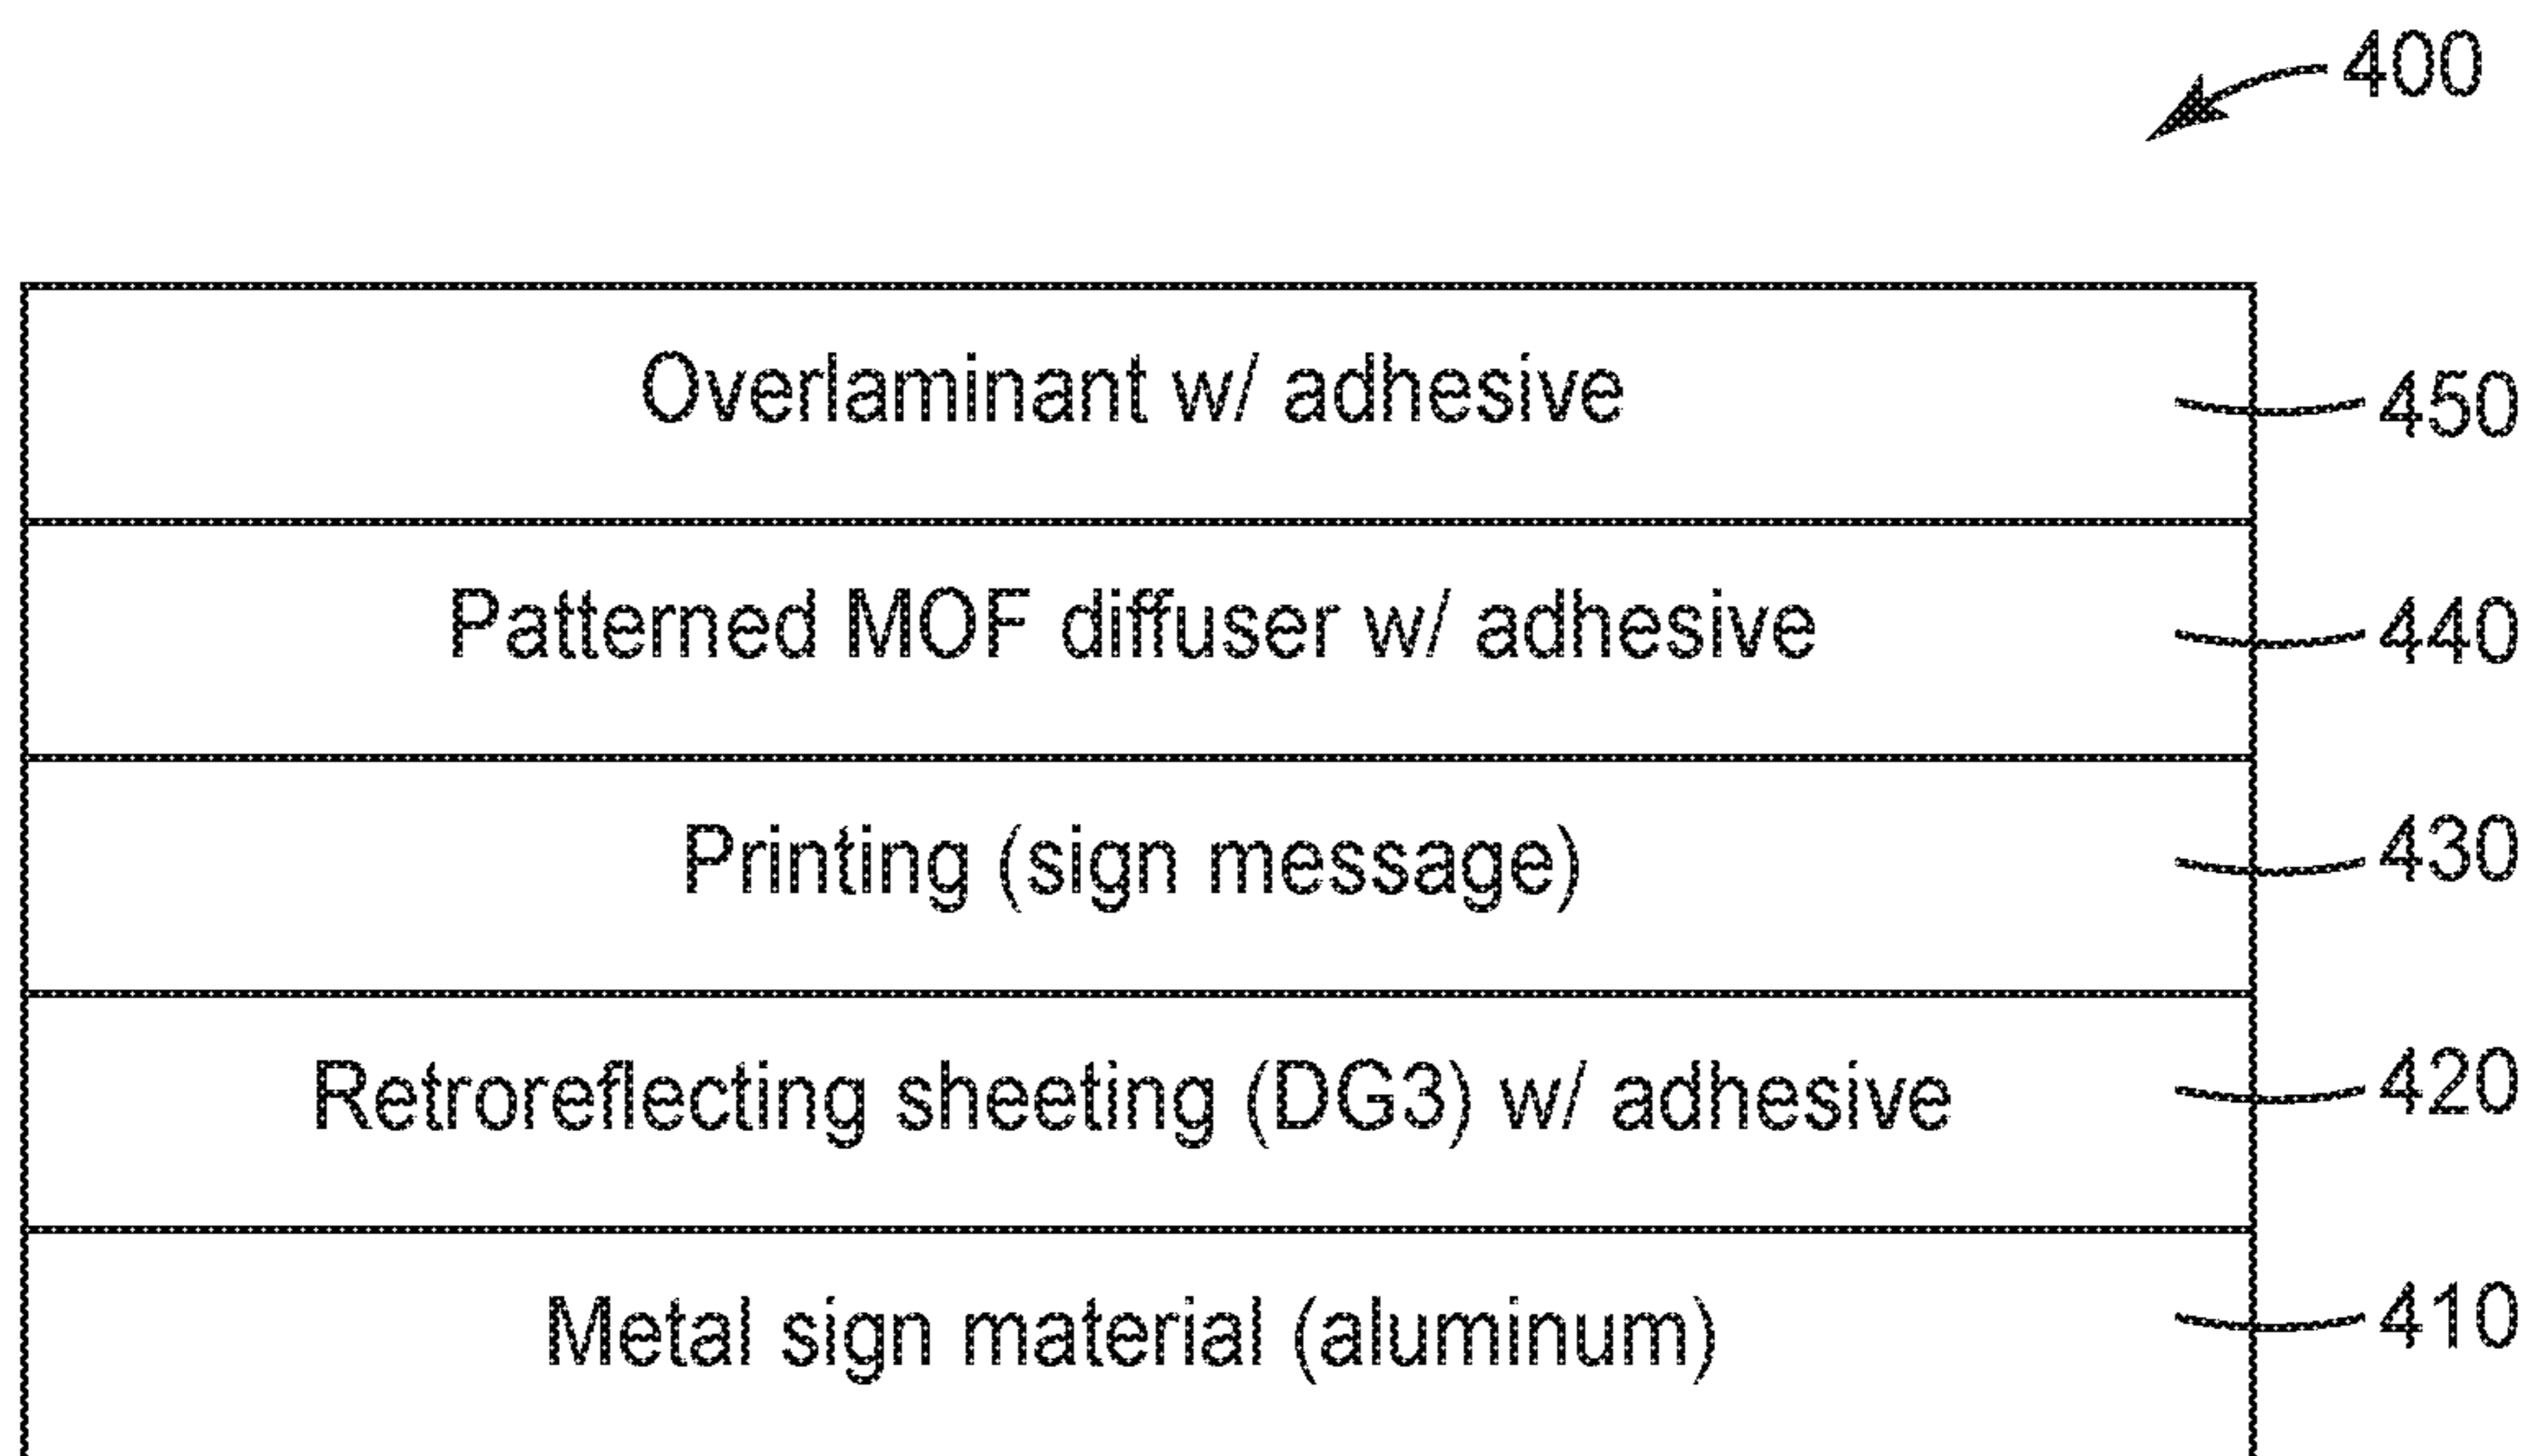 400
Overlaminant w/ adhesive 450
Patterned MOF diffuser w/ adhesive 440
Printing (sign message) 430
Retroreflecting sheeting (DG3) w/ adhesive 420
Metal sign material (aluminum) 410